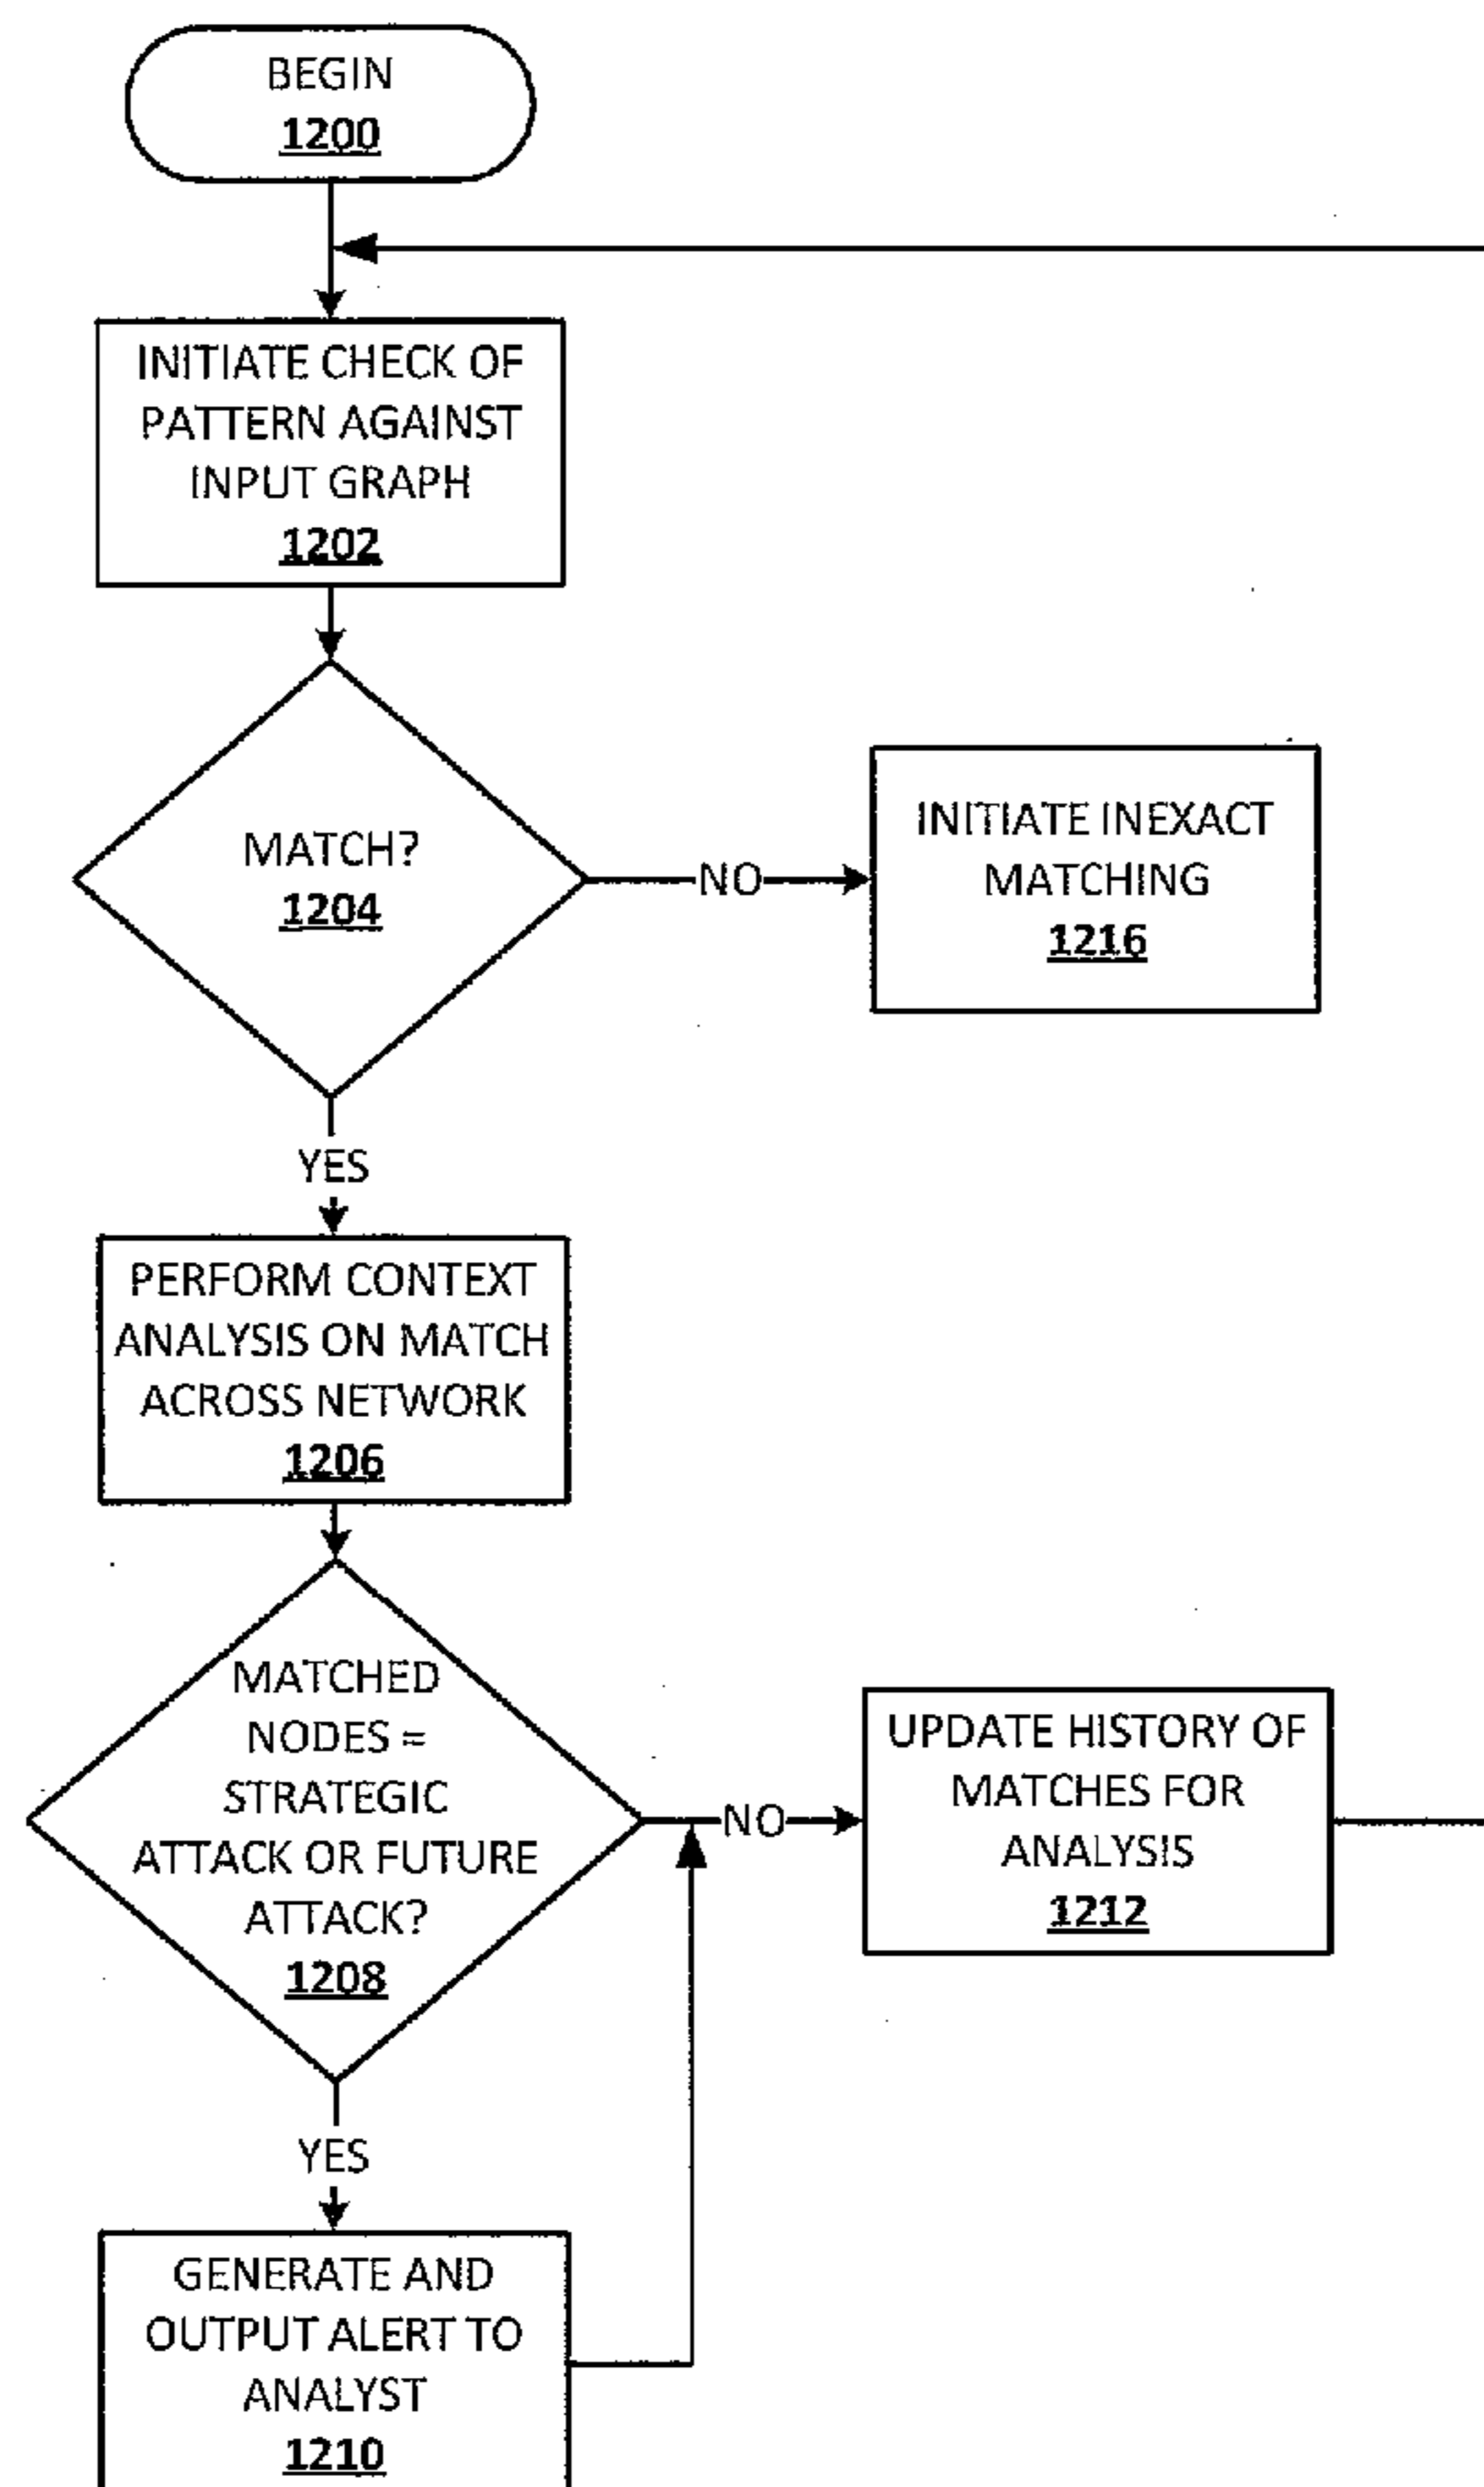 BEGIN
1200
INITIATE CHECK OF
PATTERN AGAINST
INPUT GRAPH
1202
MATCH?
1204
NO
INITIATE INEXACT
MATCHING
1216
YES
PERFORM CONTEXT
ANALYSIS ON MATCH
ACROSS NETWORK
1206
MATCHED
NODES =
STRATEGIC
ATTACK OR FUTURE
ATTACK?
1208
NO
UPDATE HISTORY OF
MATCHES FOR
ANALYSIS
1212
YES
GENERATE AND
OUTPUT ALERT TO
ANALYST
1210